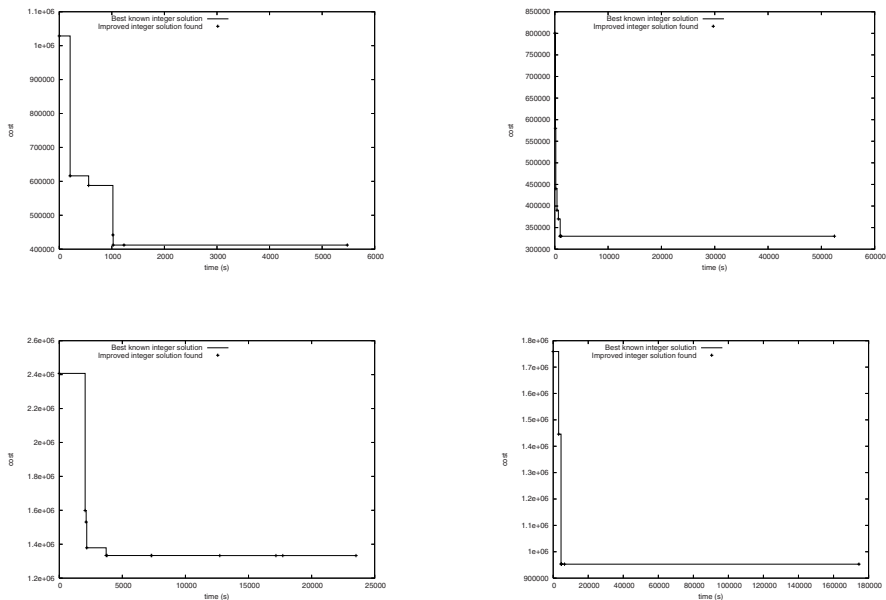 1.1e+06
1e+06
900000
800000
700000
600000
500000
400000
0
1000
2000
3000
4000
5000
6000
cost
time (s)
Best known integer solution
Improved integer solution found
850000
800000
750000
700000
650000
600000
550000
500000
450000
400000
350000
300000
0
10000
20000
30000
40000
50000
60000
cost
time (s)
Best known integer solution
Improved integer solution found
2.6e+06
2.4e+06
2.2e+06
2e+06
1.8e+06
1.6e+06
1.4e+06
1.2e+06
0
5000
10000
15000
20000
25000
cost
time (s)
Best known integer solution
Improved integer solution found
1.8e+06
1.7e+06
1.6e+06
1.5e+06
1.4e+06
1.3e+06
1.2e+06
1.1e+06
1e+06
900000
0
20000
40000
60000
80000
100000
120000
140000
160000
180000
cost
time (s)
Best known integer solution
Improved integer solution found